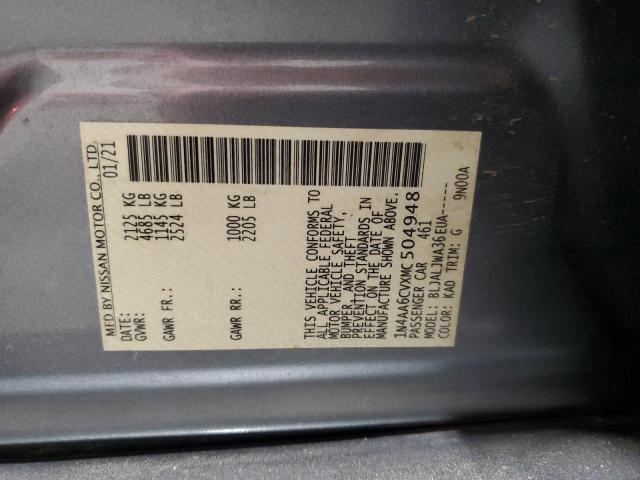 MFD BY NISSAN MOTOR CO., LTD.
DATE: 01/21
GVWR: 2125 KG
4685 LB
GAWR FR.: 1145 KG
2524 LB
GAWR RR.: 1000 KG
2205 LB
THIS VEHICLE CONFORMS TO
ALL APPLICABLE FEDERAL
MOTOR VEHICLE SAFETY,
BUMPER, AND THEFT
PREVENTION STANDARDS IN
EFFECT ON THE DATE OF
MANUFACTURE SHOWN ABOVE.
1N4AA6CVXMC504948
PASSENGER CAR 461
MODEL: BLJALJWA36EUA------
COLOR: KAD TRIM: G 9N00A